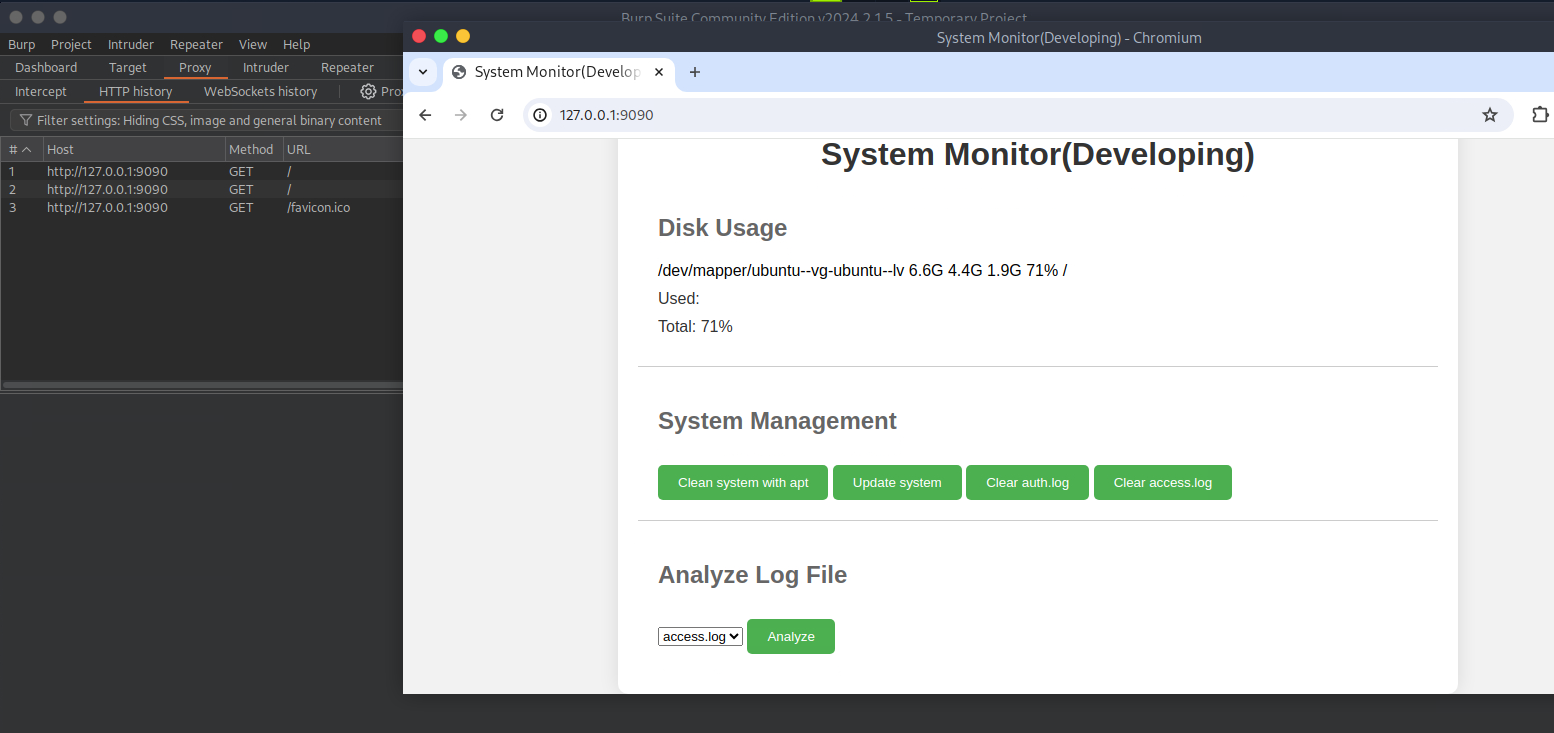 Burp Suite Community Edition v2024.2.1.5 - Temporary Project
Burp Project Intruder Repeater View Help
Dashboard Target Proxy Intruder Repeater
Intercept HTTP history WebSockets history Prox
Filter settings: Hiding CSS, image and general binary content
# Host Method URL
1 http://127.0.0.1:9090 GET /
2 http://127.0.0.1:9090 GET /
3 http://127.0.0.1:9090 GET /favicon.ico
System Monitor(Developing) - Chromium
System Monitor(Develop
127.0.0.1:9090
System Monitor(Developing)
Disk Usage
/dev/mapper/ubuntu--vg-ubuntu--lv 6.6G 4.4G 1.9G 71% /
Used:
Total: 71%
System Management
Clean system with apt Update system Clear auth.log Clear access.log
Analyze Log File
access.log Analyze